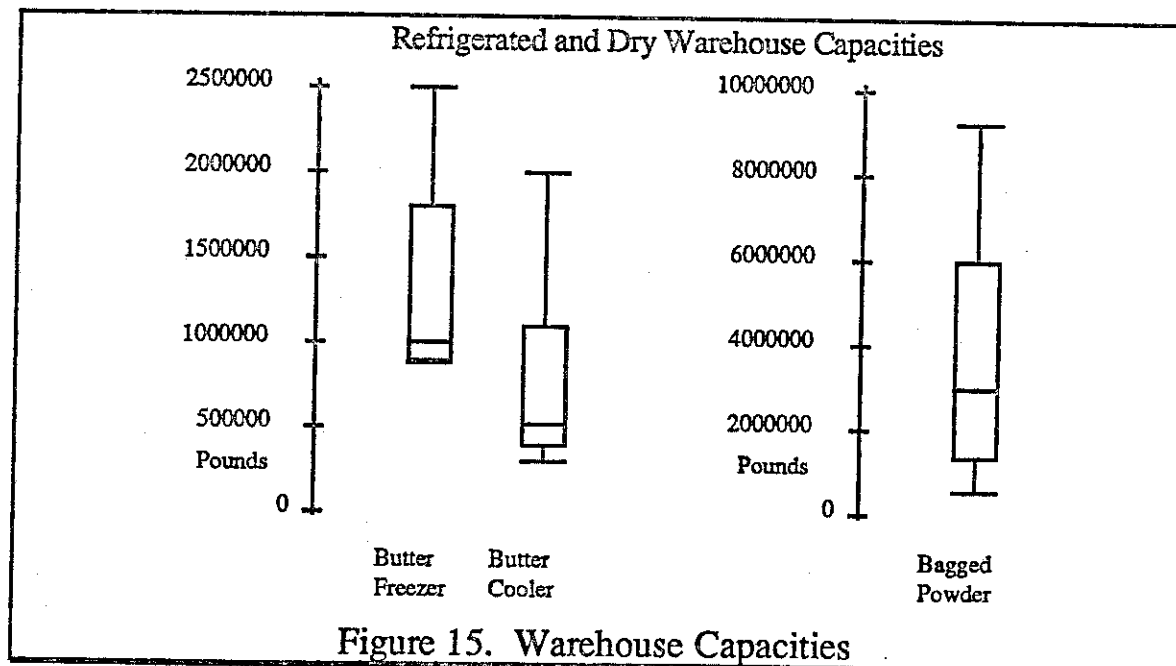 Refrigerated and Dry Warehouse Capacities
2500000
2000000
1500000
1000000
500000
Pounds
0
Butter
Freezer
Butter
Cooler
10000000
8000000
6000000
4000000
2000000
Pounds
0
Bagged
Powder
Figure 15. Warehouse Capacities